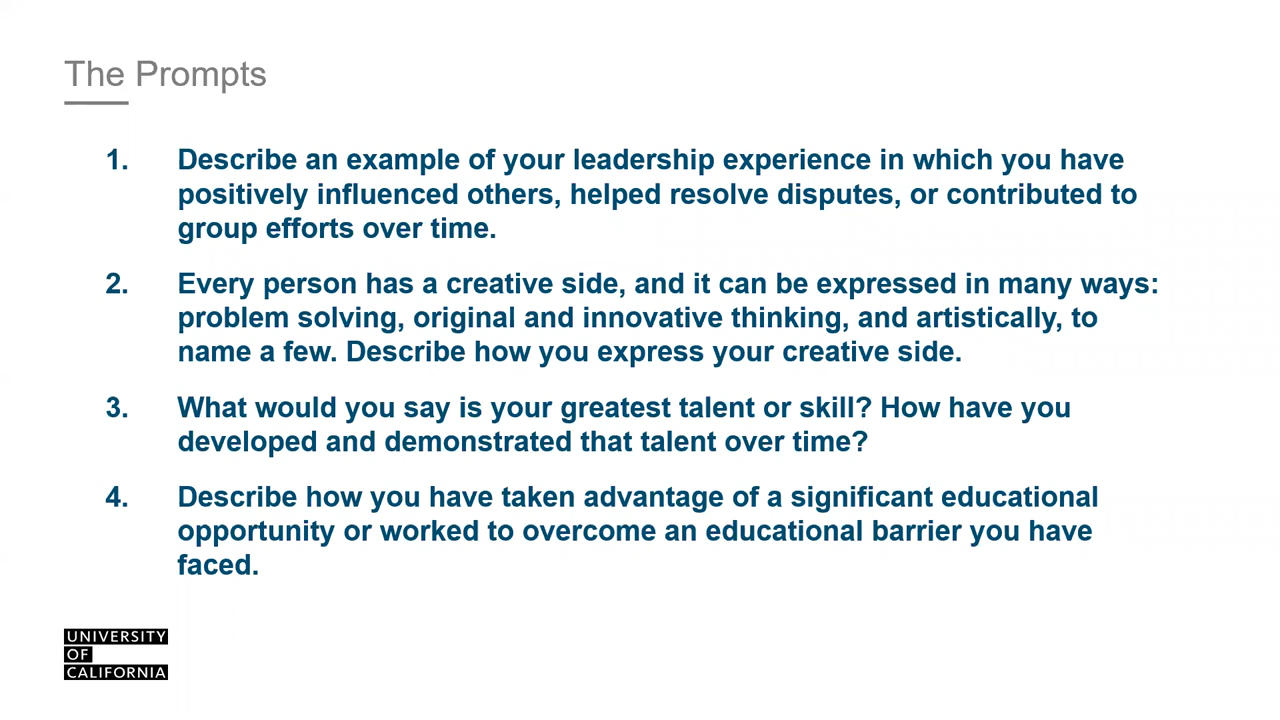 The Prompts
1. Describe an example of your leadership experience in which you have
positively influenced others, helped resolve disputes, or contributed to
group efforts over time.
2. Every person has a creative side, and it can be expressed in many ways:
problem solving, original and innovative thinking, and artistically, to
name a few. Describe how you express your creative side.
3. What would you say is your greatest talent or skill? How have you
developed and demonstrated that talent over time?
4. Describe how you have taken advantage of a significant educational
opportunity or worked to overcome an educational barrier you have
faced.
UNIVERSITY
OF
CALIFORNIA